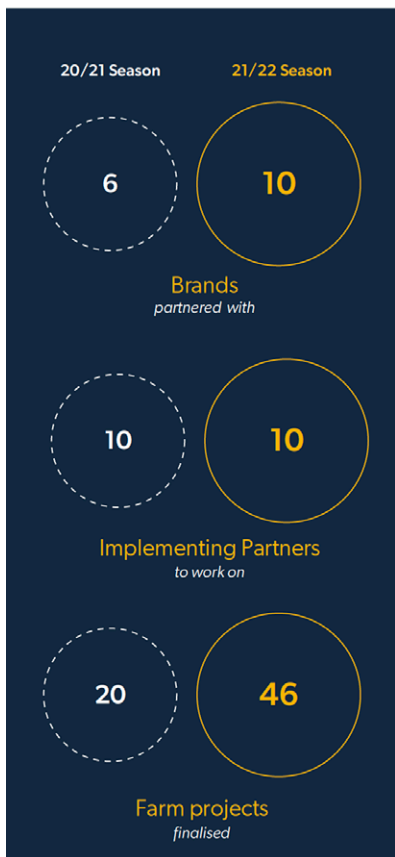 20/21 Season 21/22 Season
6 10
Brands
partnered with
10 10
Implementing Partners
to work on
20 46
Farm projects
finalised